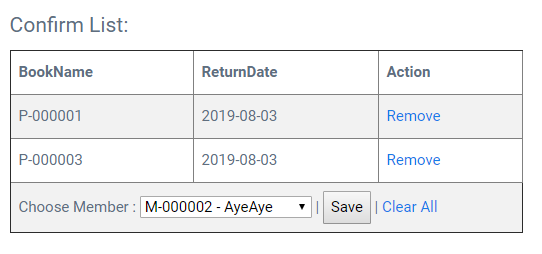 Confirm List:
BookName ReturnDate Action
P-000001 2019-08-03 Remove
P-000003 2019-08-03 Remove
Choose Member : M-000002 - AyeAye | Save | Clear All